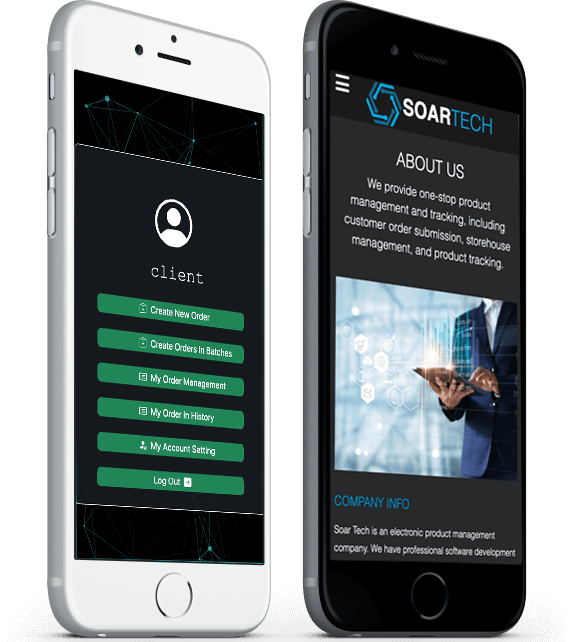 client
Create New Order
Create Orders In Batches
My Order Management
My Order In History
My Account Setting
Log Out
SOARTECH
ABOUT US
We provide one-stop product
management and tracking, including
customer order submission, storehouse
management, and product tracking.
COMPANY INFO
Soar Tech is an electronic product management
company. We have professional software development